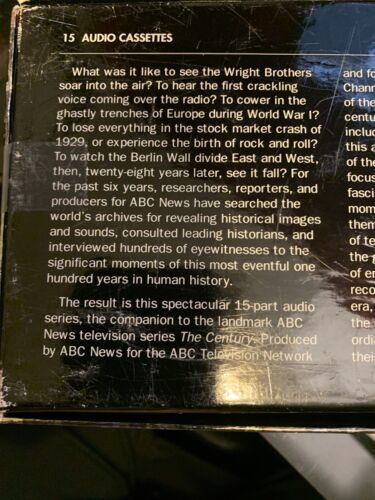 15 AUDIO CASSETTES
What was it like to see the Wright Brothers
soar into the air? To hear the first crackling
voice coming over the radio? To cower in the
ghastly trenches of Europe during World War I?
To lose everything in the stock market crash of
1929, or experience the birth of rock and roll?
To watch the Berlin Wall divide East and West,
then, twenty-eight years later, see it fall? For
the past six years, researchers, reporters, and
producers for ABC News have searched the
world's archives for revealing historical images
and sounds, consulted leading historians, and
interviewed hundreds of eyewitnesses to the
significant moments of this most eventful one
hundred years in human history.
The result is this spectacular 15-part audio
series, the companion to the landmark ABC
News television series The Century. Produced
by ABC News for the ABC Television Network
and fo
Chann
of the
centu
includ
this a
of the
focus
fasci
mom
them
of te
the
of en
reco
era,
the
ordi
thei